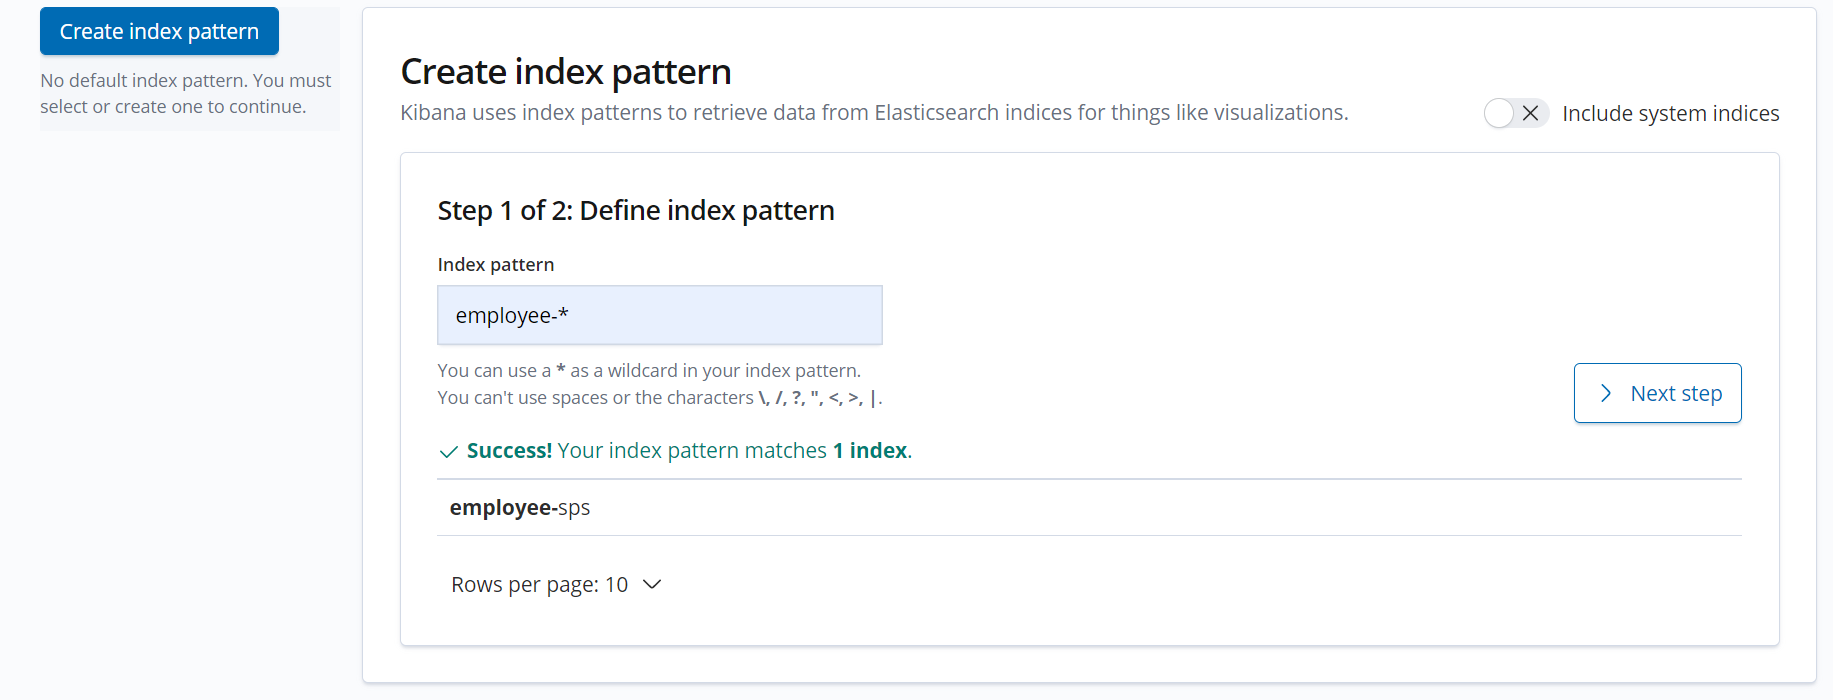 Create index pattern
No default index pattern. You must
select or create one to continue.
Create index pattern
Kibana uses index patterns to retrieve data from Elasticsearch indices for things like visualizations.
Include system indices
Step 1 of 2: Define index pattern
Index pattern
employee-*
You can use a * as a wildcard in your index pattern.
You can't use spaces or the characters \, /, ?, ", <, >, |.
Next step
Success! Your index pattern matches 1 index.
employee-sps
Rows per page: 10